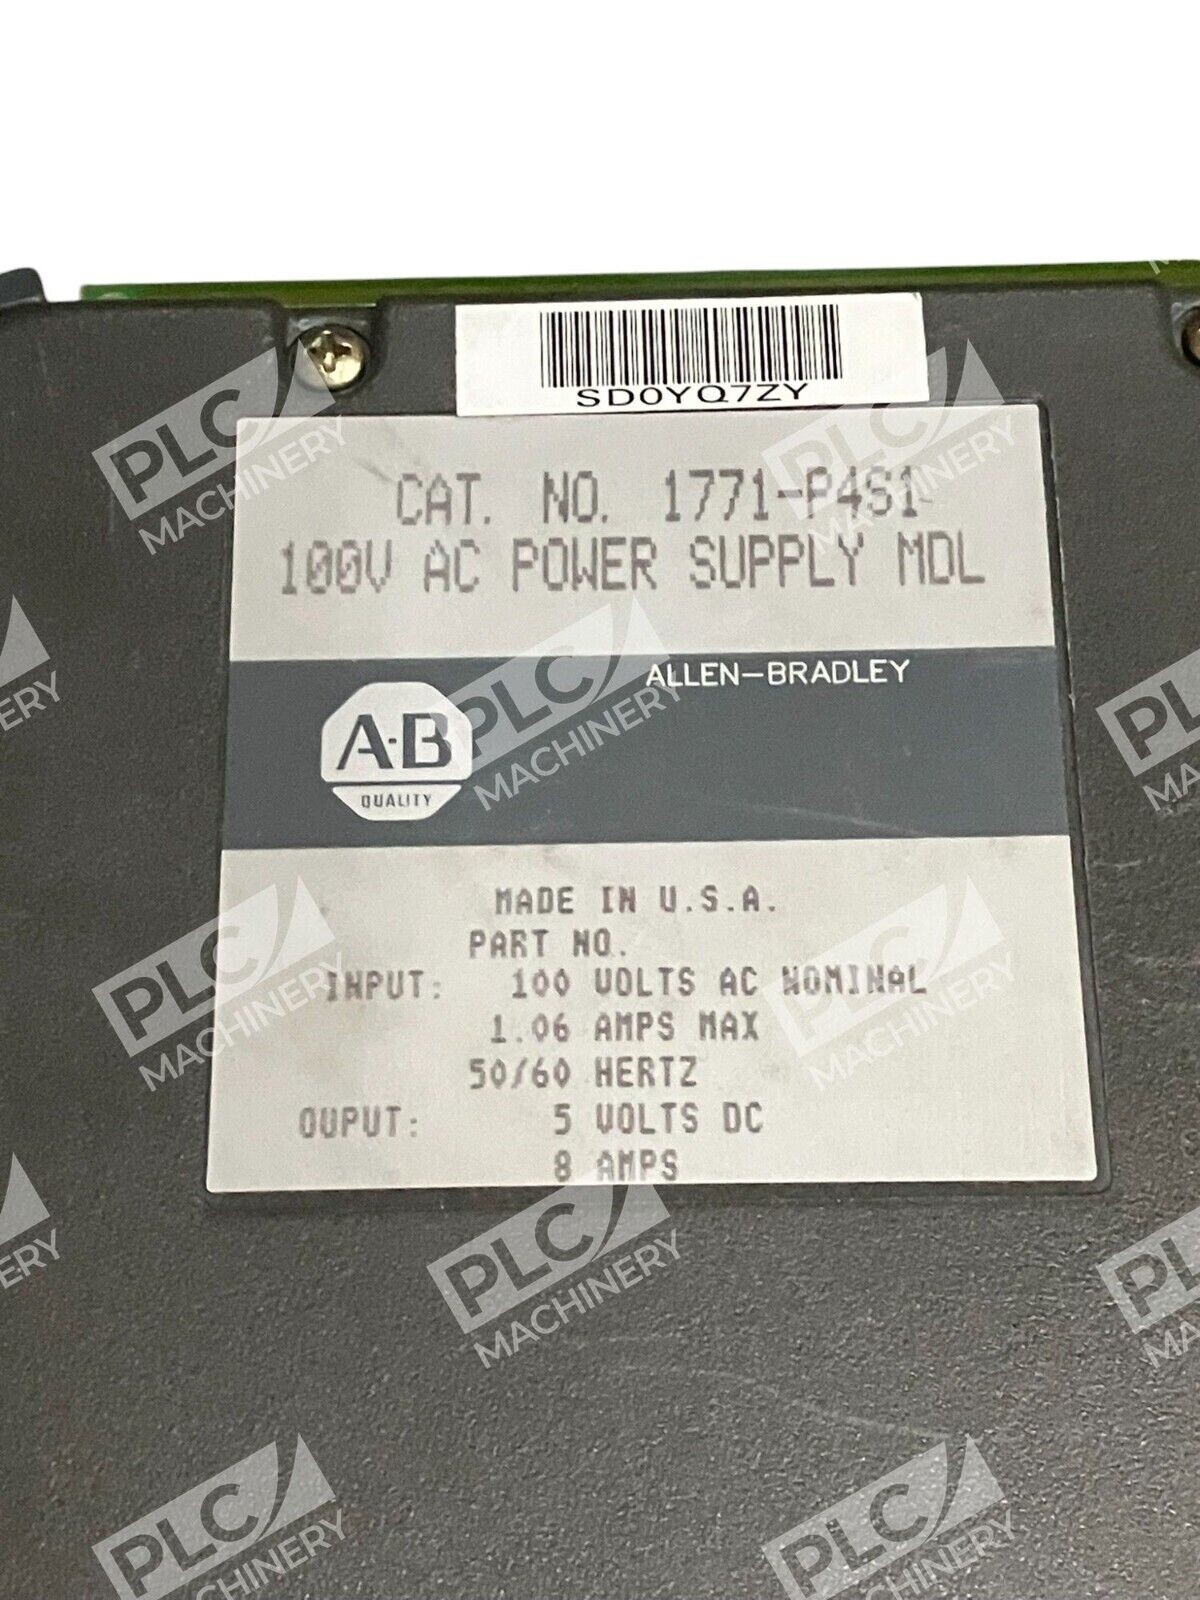 SD0YQ7ZY
CAT. NO. 1771-P4S1
100V AC POWER SUPPLY MDL
ALLEN-BRADLEY
A-B
QUALITY
MADE IN U.S.A.
PART NO.
INPUT: 100 VOLTS AC NOMINAL
1.06 AMPS MAX
50/60 HERTZ
OUPUT: 5 VOLTS DC
8 AMPS
PLC MACHINERY